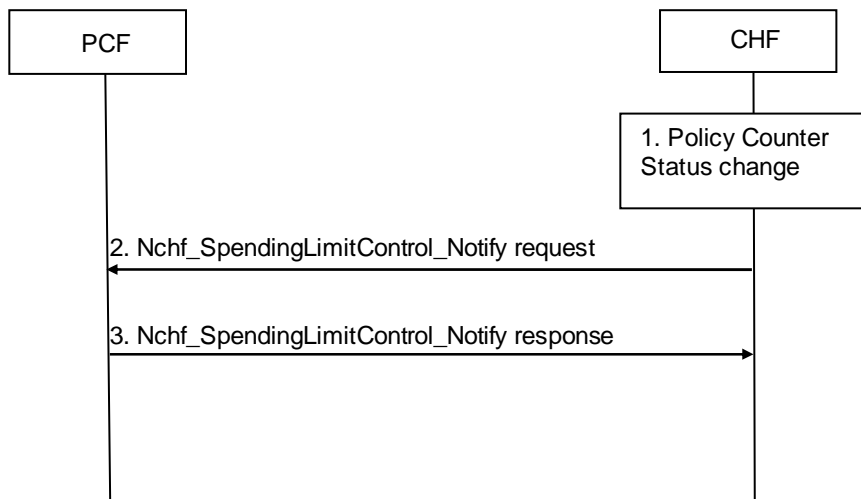 PCF
CHF
1. Policy Counter
Status change
2. Nchf_SpendingLimitControl_Notify request
3. Nchf_SpendingLimitControl_Notify response